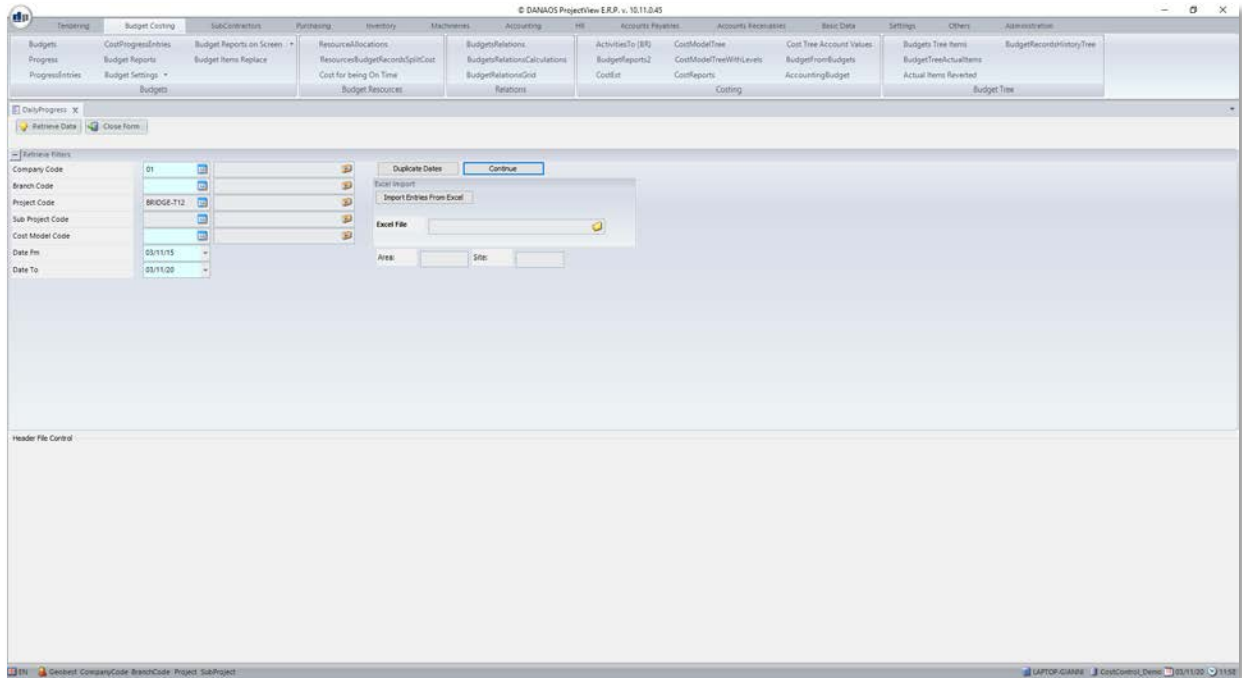 © DANAOS ProjectView E.R.P. v. 10.11.0.45
Tendering Budget Costing SubContractors Purchasing Inventory Machineries Accounting HR Accounts Payables Accounts Receivables Basic Data Settings Others Administration
Budgets CostProgressEntries Budget Reports on Screen ResourceAllocations BudgetsRelations ActivitiesTo (BR) CostModelTree Cost Tree Account Values Budgets Tree Items BudgetRecordsHistoryTree
Progress Budget Reports Budget Items Replace ResourcesBudgetRecordsSplitCost BudgetsRelationsCalculations BudgetReports2 CostModelTreeWithLevels BudgetFromBudgets BudgetTreeActualItems
ProgressEntries Budget Settings Cost for being On Time BudgetRelationsGrid CostEst CostReports AccountingBudget Actual Items Reverted
Budgets Budget Resources Relations Costing Budget Tree
DailyProgress X
Retrieve Data Close Form
Retrieve Filters
Company Code 01 Duplicate Dates Continue
Branch Code Excel Import
Project Code BRIDGE-T12 Import Entries From Excel
Sub Project Code
Excel File
Cost Model Code
Date Fm 03/11/15 Area: Site:
Date To 03/11/20
Header File Control
EN Geobest CompanyCode BranchCode Project SubProject LAPTOP-GIANNI CostControl_Demo 03/11/20 11:58